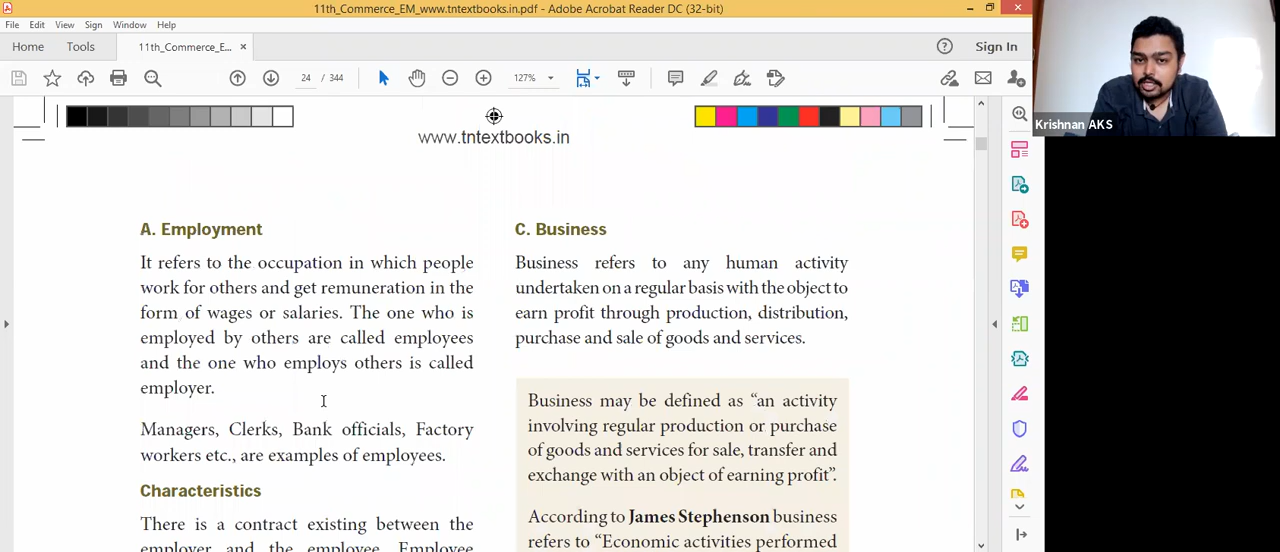 11th_Commerce_EM_www.tntextbooks.in.pdf - Adobe Acrobat Reader DC (32-bit)
File Edit View Sign Window Help
Home Tools 11th_Commerce_E... × Sign In
24 / 344 127%
Krishnan AKS
www.tntextbooks.in
A. Employment
It refers to the occupation in which people
work for others and get remuneration in the
form of wages or salaries. The one who is
employed by others are called employees
and the one who employs others is called
employer.
Managers, Clerks, Bank officials, Factory
workers etc., are examples of employees.
Characteristics
There is a contract existing between the
employer and the employee. Employee
C. Business
Business refers to any human activity
undertaken on a regular basis with the object to
earn profit through production, distribution,
purchase and sale of goods and services.
Business may be defined as “an activity
involving regular production or purchase
of goods and services for sale, transfer and
exchange with an object of earning profit”.
According to James Stephenson business
refers to “Economic activities performed